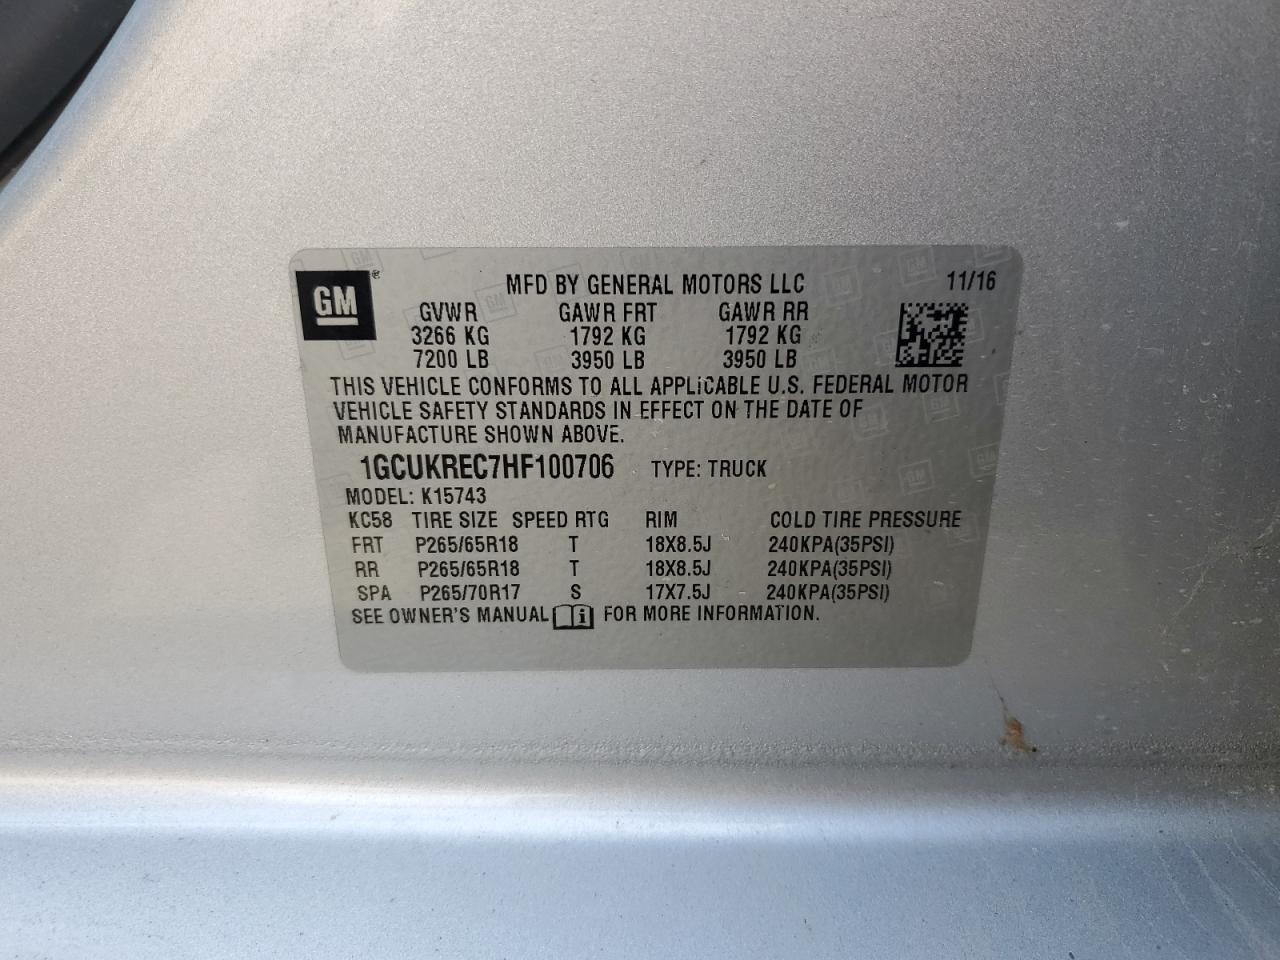 GM® MFD BY GENERAL MOTORS LLC 11/16
GVWR GAWR FRT GAWR RR
3266 KG 1792 KG 1792 KG
7200 LB 3950 LB 3950 LB
THIS VEHICLE CONFORMS TO ALL APPLICABLE U.S. FEDERAL MOTOR
VEHICLE SAFETY STANDARDS IN EFFECT ON THE DATE OF
MANUFACTURE SHOWN ABOVE.
1GCUKREC7HF100706 TYPE: TRUCK
MODEL: K15743
KC58 TIRE SIZE SPEED RTG RIM COLD TIRE PRESSURE
FRT P265/65R18 T 18X8.5J 240KPA(35PSI)
RR P265/65R18 T 18X8.5J 240KPA(35PSI)
SPA P265/70R17 S 17X7.5J 240KPA(35PSI)
SEE OWNER'S MANUAL i FOR MORE INFORMATION.